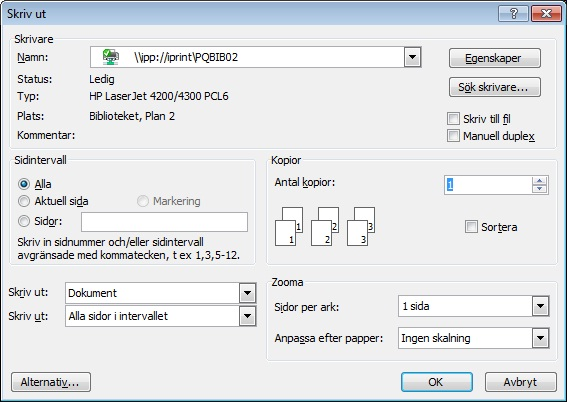 Skriv ut
Skrivare
Namn: \\ipp://iprint\PQBIB02 Egenskaper
Status: Ledig
Typ: HP LaserJet 4200/4300 PCL6 Sök skrivare...
Plats: Biblioteket, Plan 2 Skriv till fil
Kommentar: Manuell duplex
Sidintervall
Alla
Aktuell sida Markering
Sidor:
Skriv in sidnummer och/eller sidintervall
avgränsade med kommatecken, t ex 1,3,5-12.
Kopior
Antal kopior: 1
1 1 2 2 3 3
Sortera
Skriv ut: Dokument
Skriv ut: Alla sidor i intervallet
Zooma
Sidor per ark: 1 sida
Anpassa efter papper: Ingen skalning
Alternativ... OK Avbryt